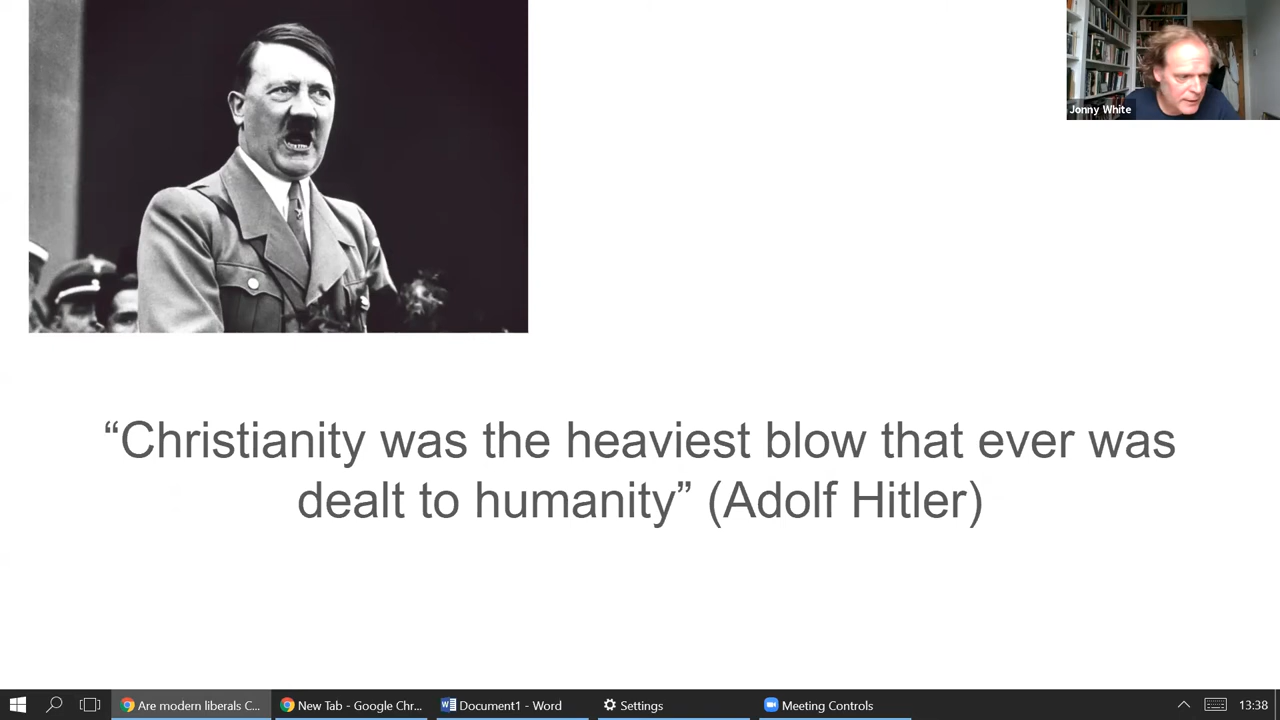 Jonny White
“Christianity was the heaviest blow that ever was
dealt to humanity” (Adolf Hitler)
Are modern liberals C...
New Tab - Google Chr...
Document1 - Word
Settings
Meeting Controls
13:38